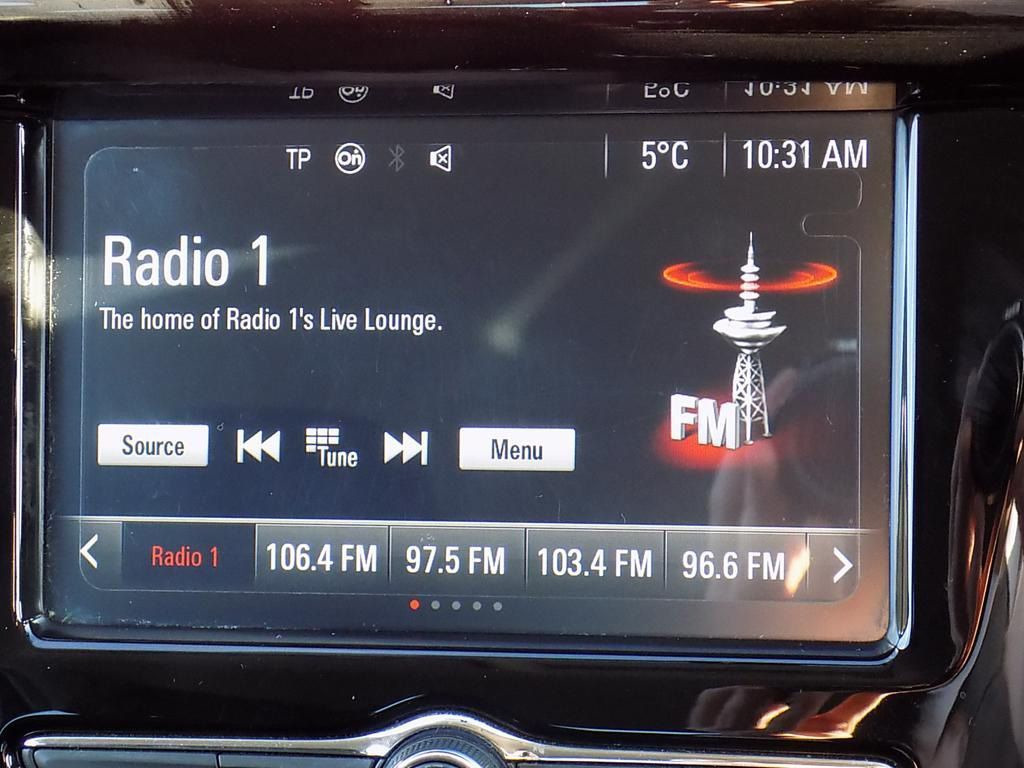 TP On 5°C 10:31 AM
Radio 1
The home of Radio 1's Live Lounge.
FM
Source Tune Menu
Radio 1 106.4 FM 97.5 FM 103.4 FM 96.6 FM